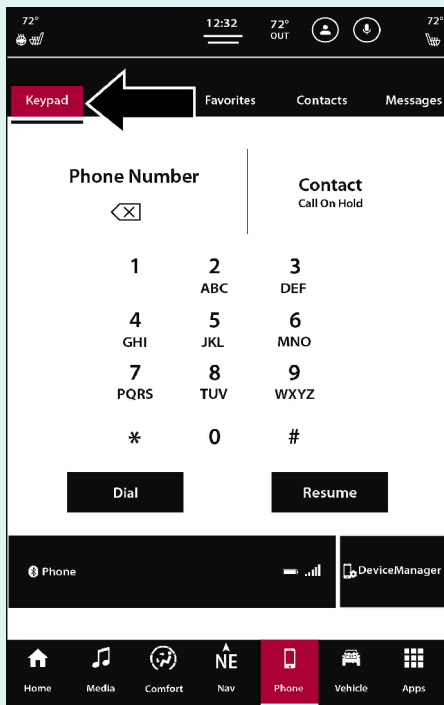 72° 12:32 72° 72°
OUT
Keypad Favorites Contacts Messages
Phone Number
Contact
Call On Hold
1 2 3
ABC DEF
4 5 6
GHI JKL MNO
7 8 9
PQRS TUV WXYZ
* 0 #
Dial Resume
Phone DeviceManager
NE
Home Media Comfort Nav Phone Vehicle Apps